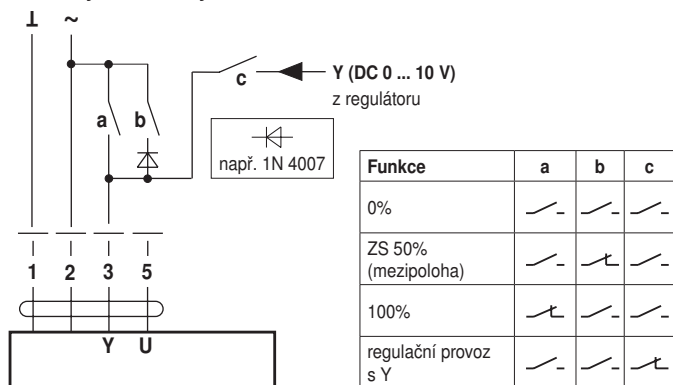 ⊥ ~
a b c Y (DC 0 ... 10 V)
z regulátoru
např. 1N 4007
1 2 3 5
Y U
Funkce a b c
0%
ZS 50%
(mezipoloha)
100%
regulační provoz
s Y